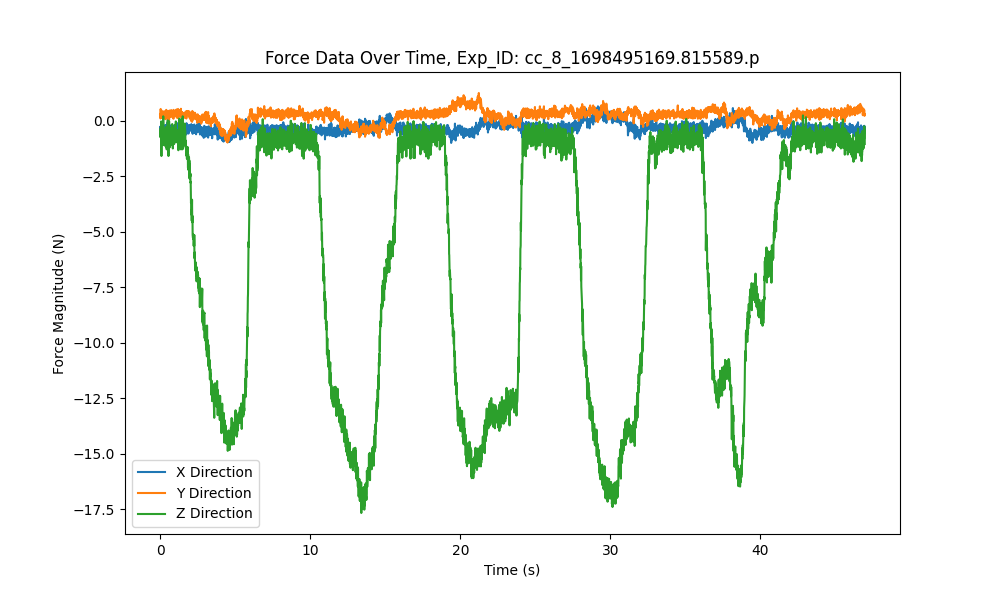 Force Data Over Time, Exp_ID: cc_8_1698495169.815589.p
Force Magnitude (N)
0.0
−2.5
−5.0
−7.5
−10.0
−12.5
−15.0
−17.5
X Direction
Y Direction
Z Direction
0 10 20 30 40
Time (s)